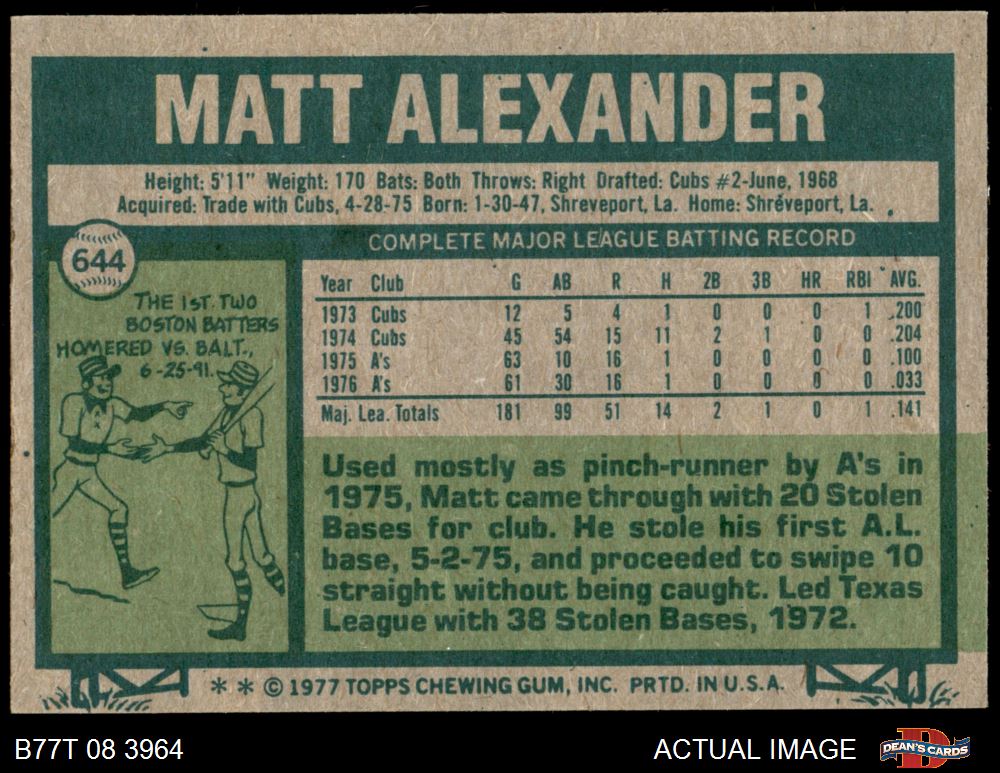 MATT ALEXANDER
Height: 5'11" Weight: 170 Bats: Both Throws: Right Drafted: Cubs #2-June, 1968
Acquired: Trade with Cubs, 4-28-75 Born: 1-30-47, Shreveport, La. Home: Shreveport, La.
644
COMPLETE MAJOR LEAGUE BATTING RECORD
THE 1ST. TWO
BOSTON BATTERS
HOMERED VS. BALT.,
6-25-91.
Year Club G AB R H 2B 3B HR RBI AVG.
1973 Cubs 12 5 4 1 0 0 0 1 .200
1974 Cubs 45 54 15 11 2 1 0 0 .204
1975 A's 63 10 16 1 0 0 0 0 .100
1976 A's 61 30 16 1 0 0 0 0 .033
Maj. Lea. Totals 181 99 51 14 2 1 0 1 .141
Used mostly as pinch-runner by A's in
1975, Matt came through with 20 Stolen
Bases for club. He stole his first A.L.
base, 5-2-75, and proceeded to swipe 10
straight without being caught. Led Texas
League with 38 Stolen Bases, 1972.
* * © 1977 TOPPS CHEWING GUM, INC. PRTD. IN U.S.A.
B77T 08 3964
ACTUAL IMAGE
DEAN'S CARDS